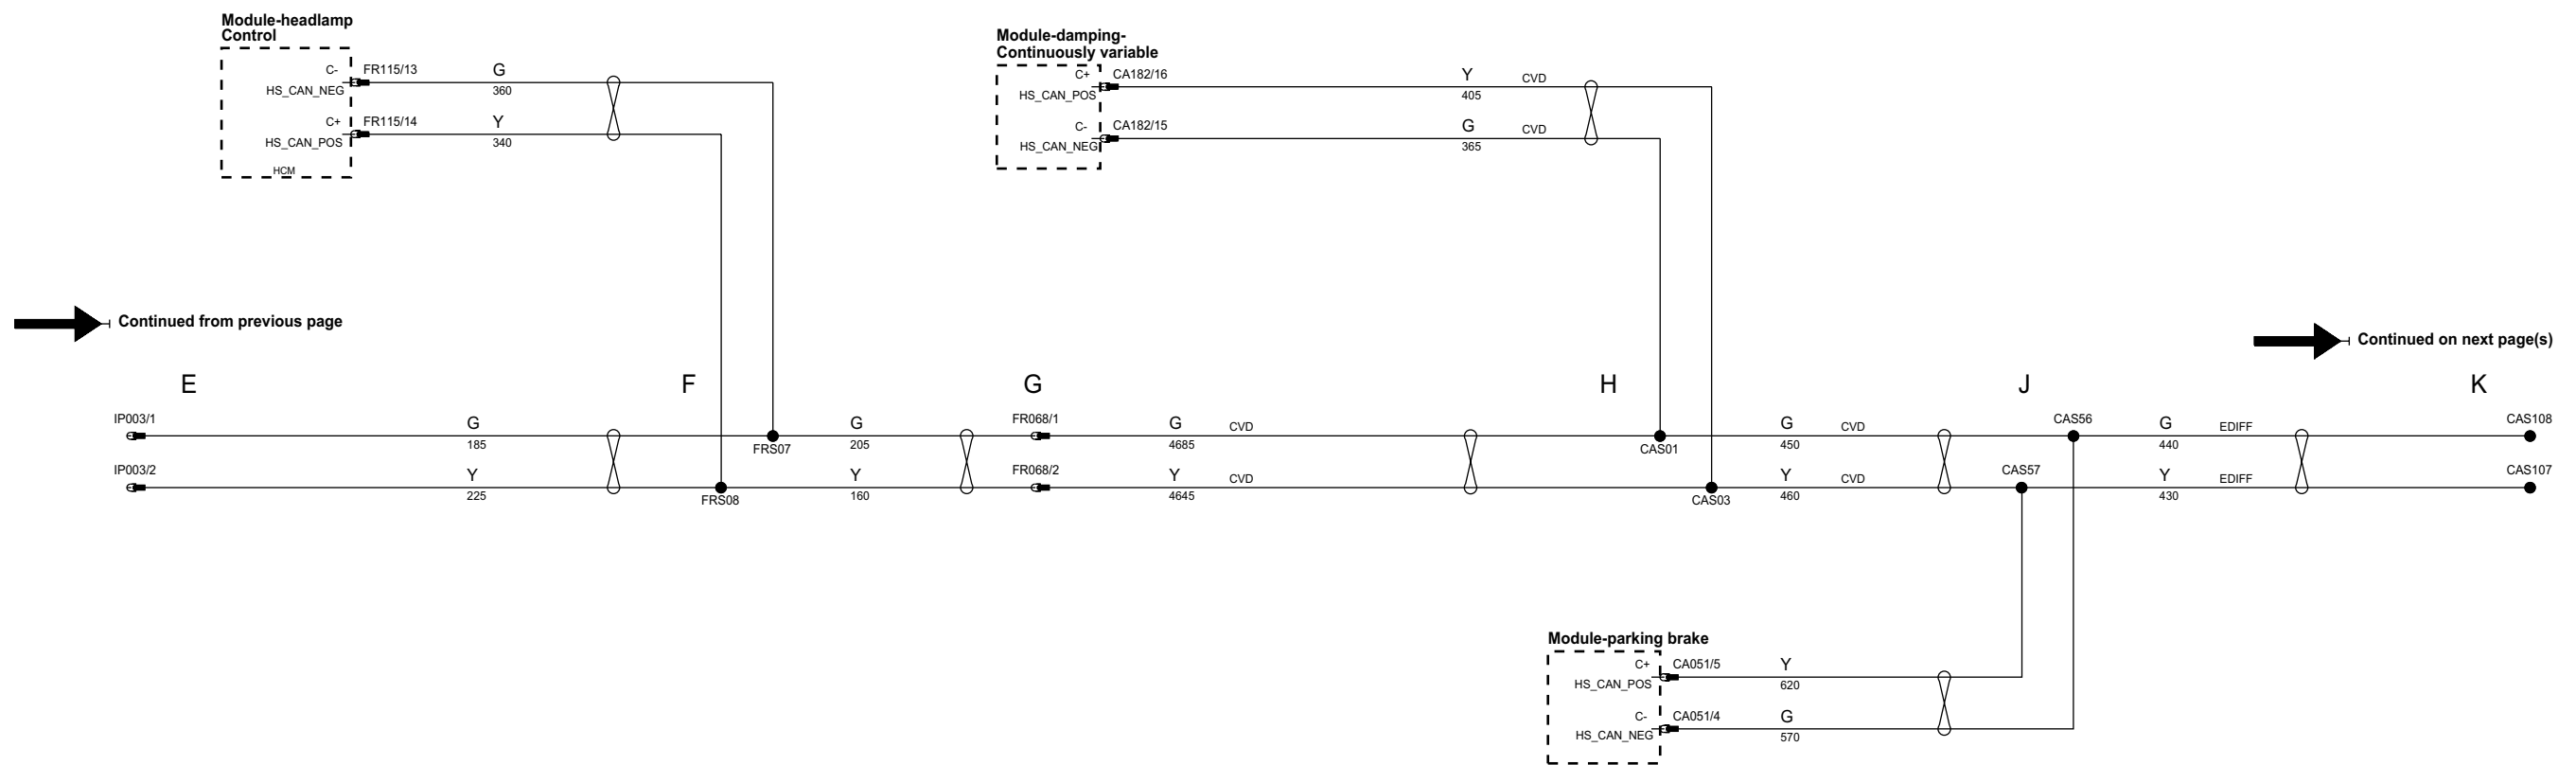 Module-headlamp
Control
C-
FR115/13
G
HS_CAN_NEG
360
C+
FR115/14
Y
HS_CAN_POS
340
HCM
Module-damping-
Continuously variable
C+
CA182/16
Y
CVD
HS_CAN_POS
405
C-
CA182/15
G
CVD
HS_CAN_NEG
365
Continued from previous page
Continued on next page(s)
E
F
G
H
J
K
IP003/1
G
185
FRS07
G
205
FR068/1
G
4685
CVD
CAS01
G
450
CVD
CAS56
G
440
EDIFF
CAS108
IP003/2
Y
225
FRS08
Y
160
FR068/2
Y
4645
CVD
CAS03
Y
460
CVD
CAS57
Y
430
EDIFF
CAS107
Module-parking brake
C+
CA051/5
Y
HS_CAN_POS
620
C-
CA051/4
G
HS_CAN_NEG
570